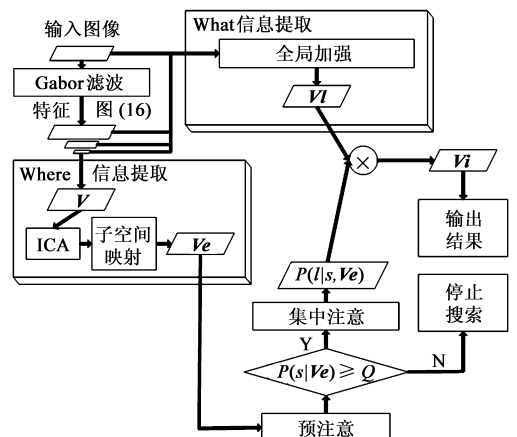 输入图像
Gabor滤波
特征 图 (16)
What信息提取
全局加强
Vl
Where 信息提取
V
ICA
子空间
映射
Ve
×
Vi
输出
结果
P(l|s,Ve)
集中注意
停止
搜索
Y
N
P(s|Ve)≥Q
预注意